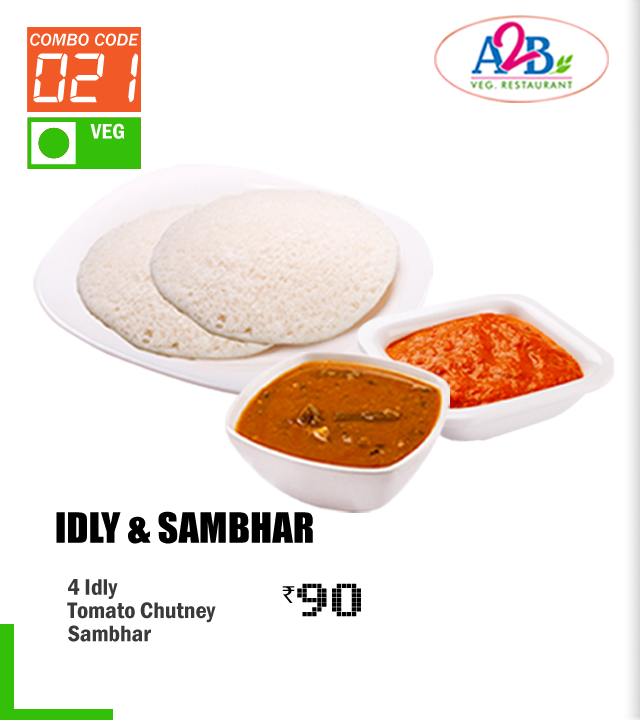 COMBO CODE
021
VEG
A2B
VEG. RESTAURANT
IDLY & SAMBHAR
4 Idly
Tomato Chutney
Sambhar
₹90